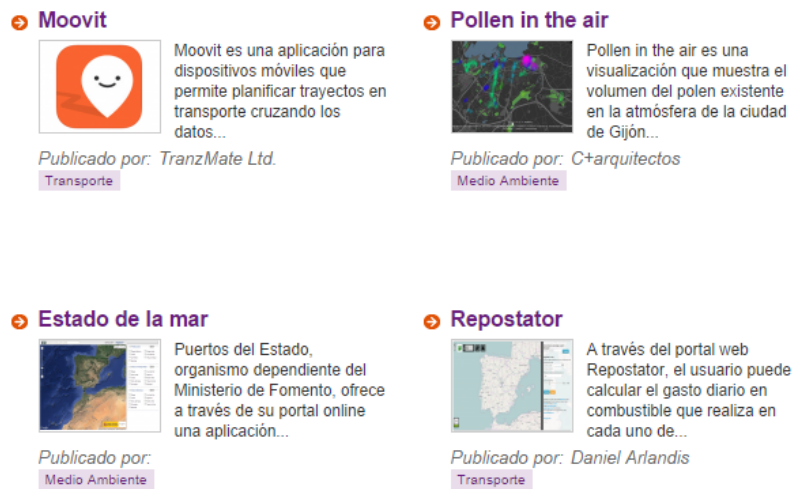 Moovit
Moovit es una aplicación para
dispositivos móviles que
permite planificar trayectos en
transporte cruzando los
datos...
Publicado por: TranzMate Ltd.
Transporte
Pollen in the air
Pollen in the air es una
visualización que muestra el
volumen del polen existente
en la atmósfera de la ciudad
de Gijón...
Publicado por: C+arquitectos
Medio Ambiente
Estado de la mar
Puertos del Estado,
organismo dependiente del
Ministerio de Fomento, ofrece
a través de su portal online
una aplicación...
Publicado por:
Medio Ambiente
Repostator
A través del portal web
Repostator, el usuario puede
calcular el gasto diario en
combustible que realiza en
cada uno de...
Publicado por: Daniel Arlandis
Transporte